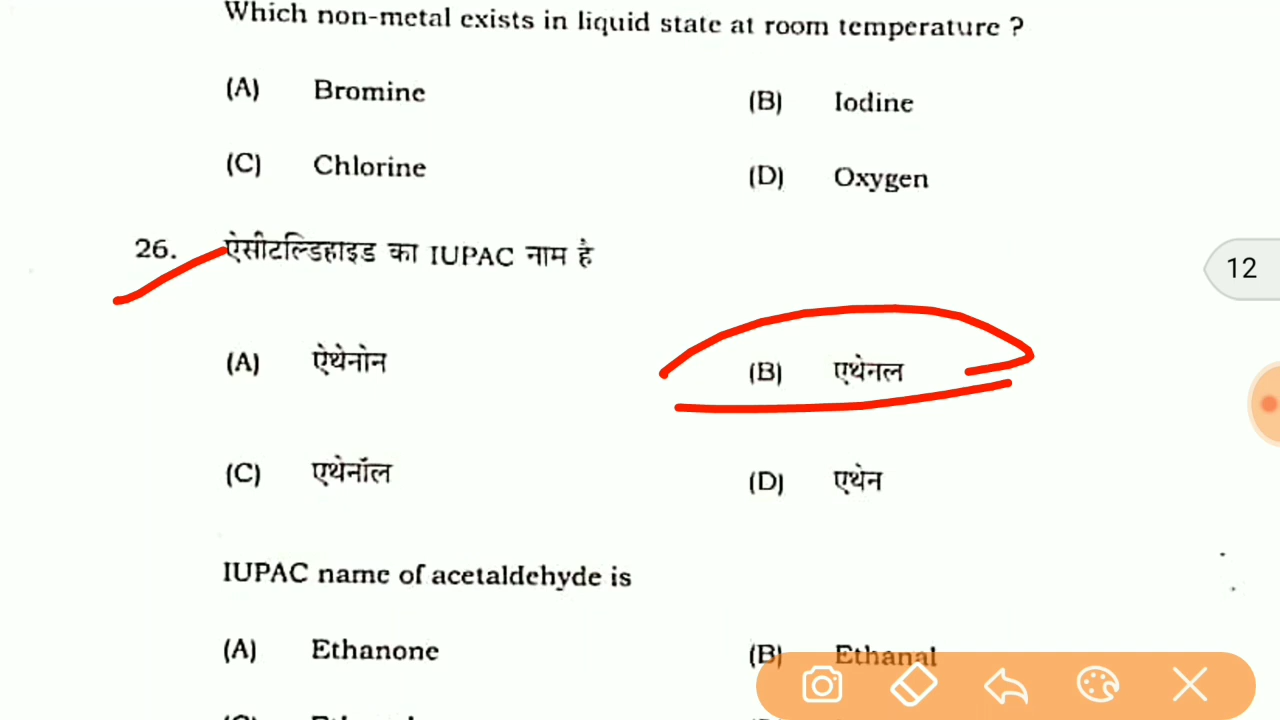 Which non-metal exists in liquid state at room temperature ?
(A) Bromine (B) Iodine
(C) Chlorine (D) Oxygen
26. ऐसीटल्डिहाइड का IUPAC नाम है
12
(A) ऐथेनोन (B) एथेनल
(C) एथेनॉल (D) एथेन
IUPAC name of acetaldehyde is
(A) Ethanone (B) Ethanal